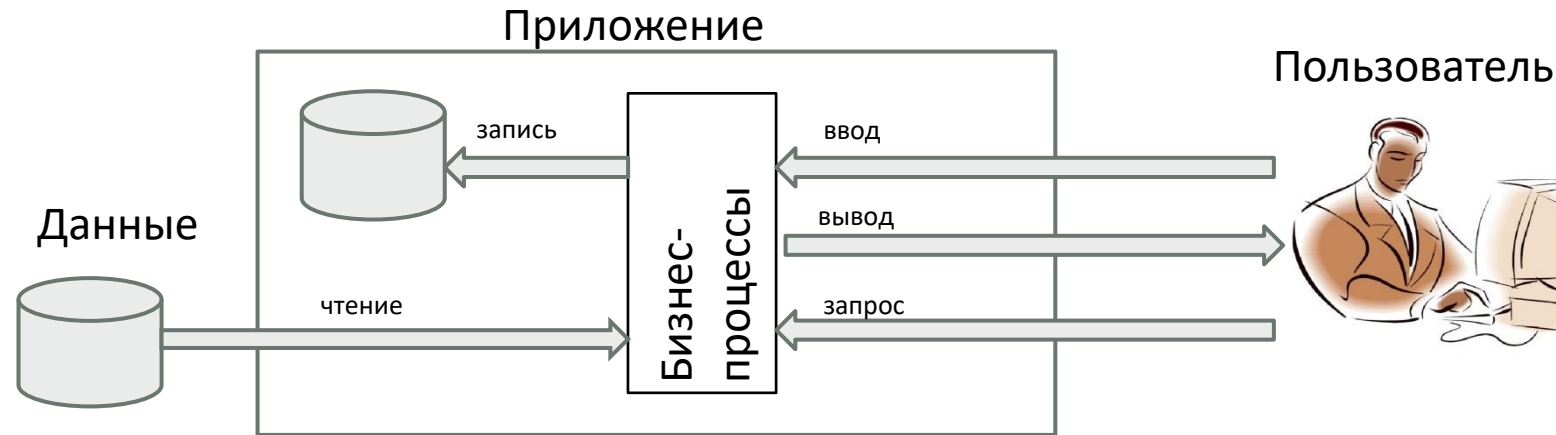 Приложение
Пользователь
запись
ввод
Данные
вывод
чтение
запрос
Бизнес-
процессы